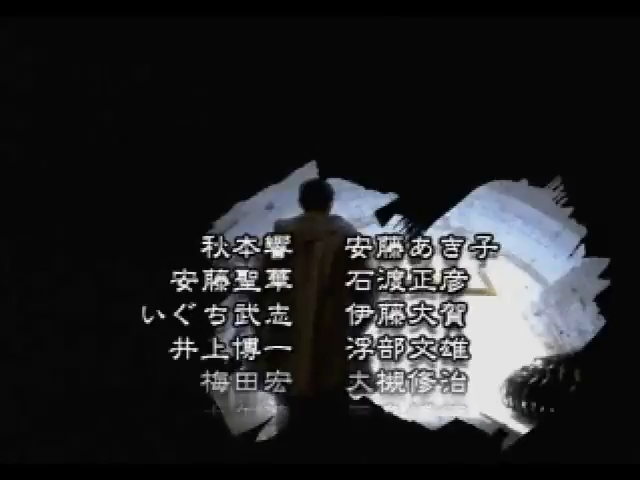 秋本響 安藤あき子
安藤聖華 石渡正彦
いぐち武志 伊藤大賀
井上博一 浮部文雄
梅田宏 大槻修治